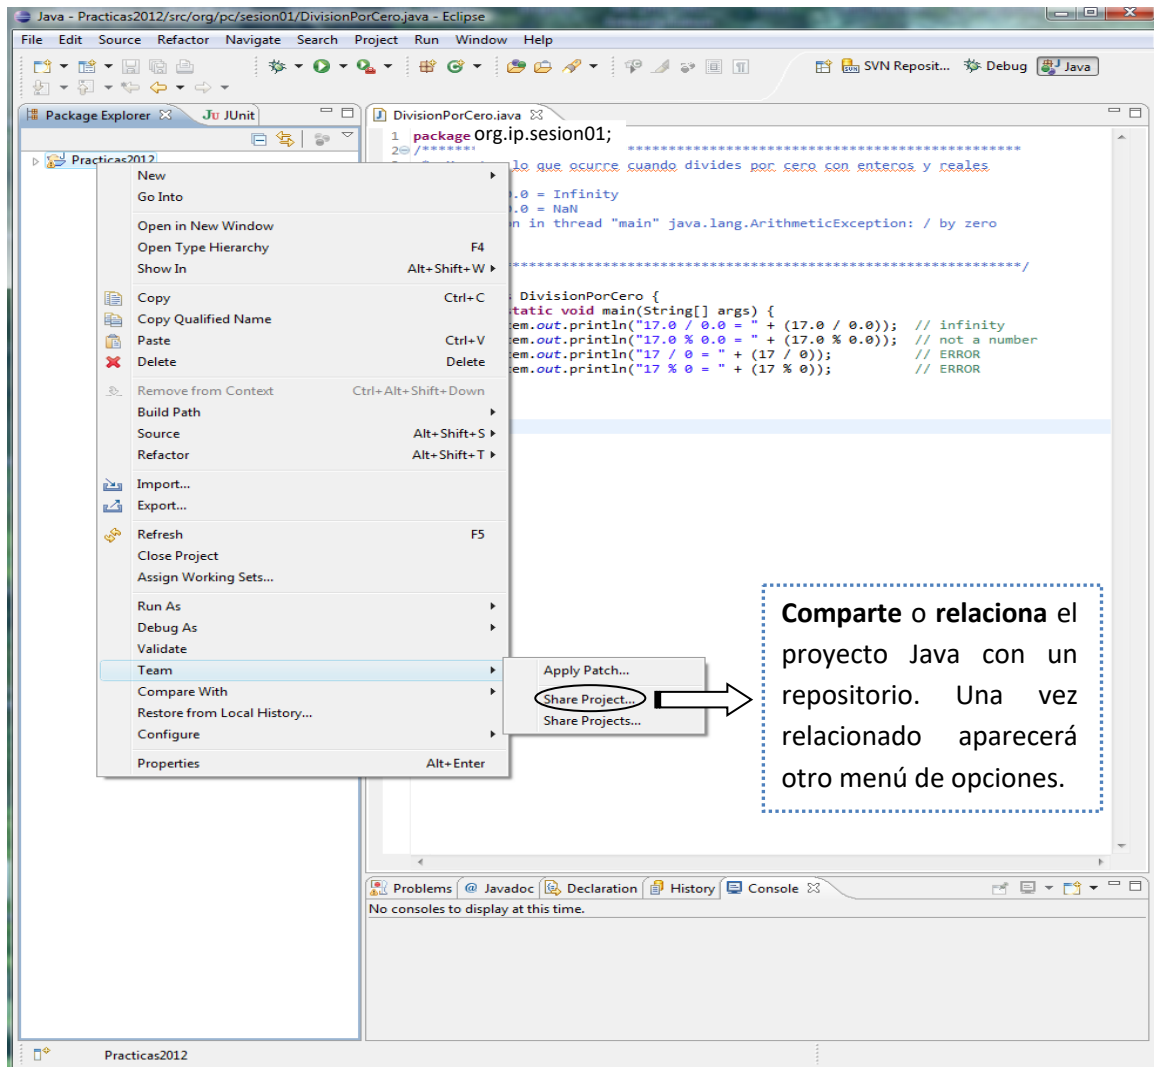 Java - Practicas2012/src/org/pc/sesion01/DivisionPorCero.java - Eclipse
File Edit Source Refactor Navigate Search Project Run Window Help
SVN Reposit... Debug Java
Package Explorer JUnit
Practicas2012
DivisionPorCero.java
1 package org.ip.sesion01;
2 /******* *************************************************
lo que ocurre cuando divides por cero con enteros y reales
.0 = Infinity
.0 = NaN
n in thread "main" java.lang.ArithmeticException: / by zero
****************************************************************/
DivisionPorCero {
static void main(String[] args) {
em.out.println("17.0 / 0.0 = " + (17.0 / 0.0)); // infinity
em.out.println("17.0 % 0.0 = " + (17.0 % 0.0)); // not a number
em.out.println("17 / 0 = " + (17 / 0)); // ERROR
em.out.println("17 % 0 = " + (17 % 0)); // ERROR
New
Go Into
Open in New Window
Open Type Hierarchy F4
Show In Alt+Shift+W
Copy Ctrl+C
Copy Qualified Name
Paste Ctrl+V
Delete Delete
Remove from Context Ctrl+Alt+Shift+Down
Build Path
Source Alt+Shift+S
Refactor Alt+Shift+T
Import...
Export...
Refresh F5
Close Project
Assign Working Sets...
Run As
Debug As
Validate
Team
Compare With
Restore from Local History...
Configure
Properties Alt+Enter
Apply Patch...
Share Project...
Share Projects...
Comparte o relaciona el
proyecto Java con un
repositorio. Una vez
relacionado aparecerá
otro menú de opciones.
Problems @ Javadoc Declaration History Console
No consoles to display at this time.
Practicas2012